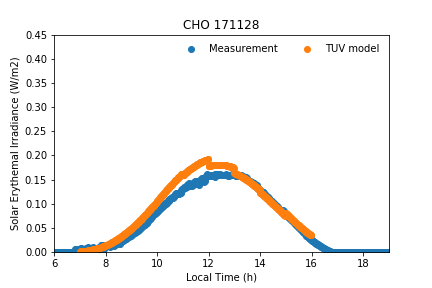 CHO 171128
Measurement
TUV model
Solar Erythemal Irradiance (W/m2)
0.45
0.40
0.35
0.30
0.25
0.20
0.15
0.10
0.05
0.00
6 8 10 12 14 16 18
Local Time (h)